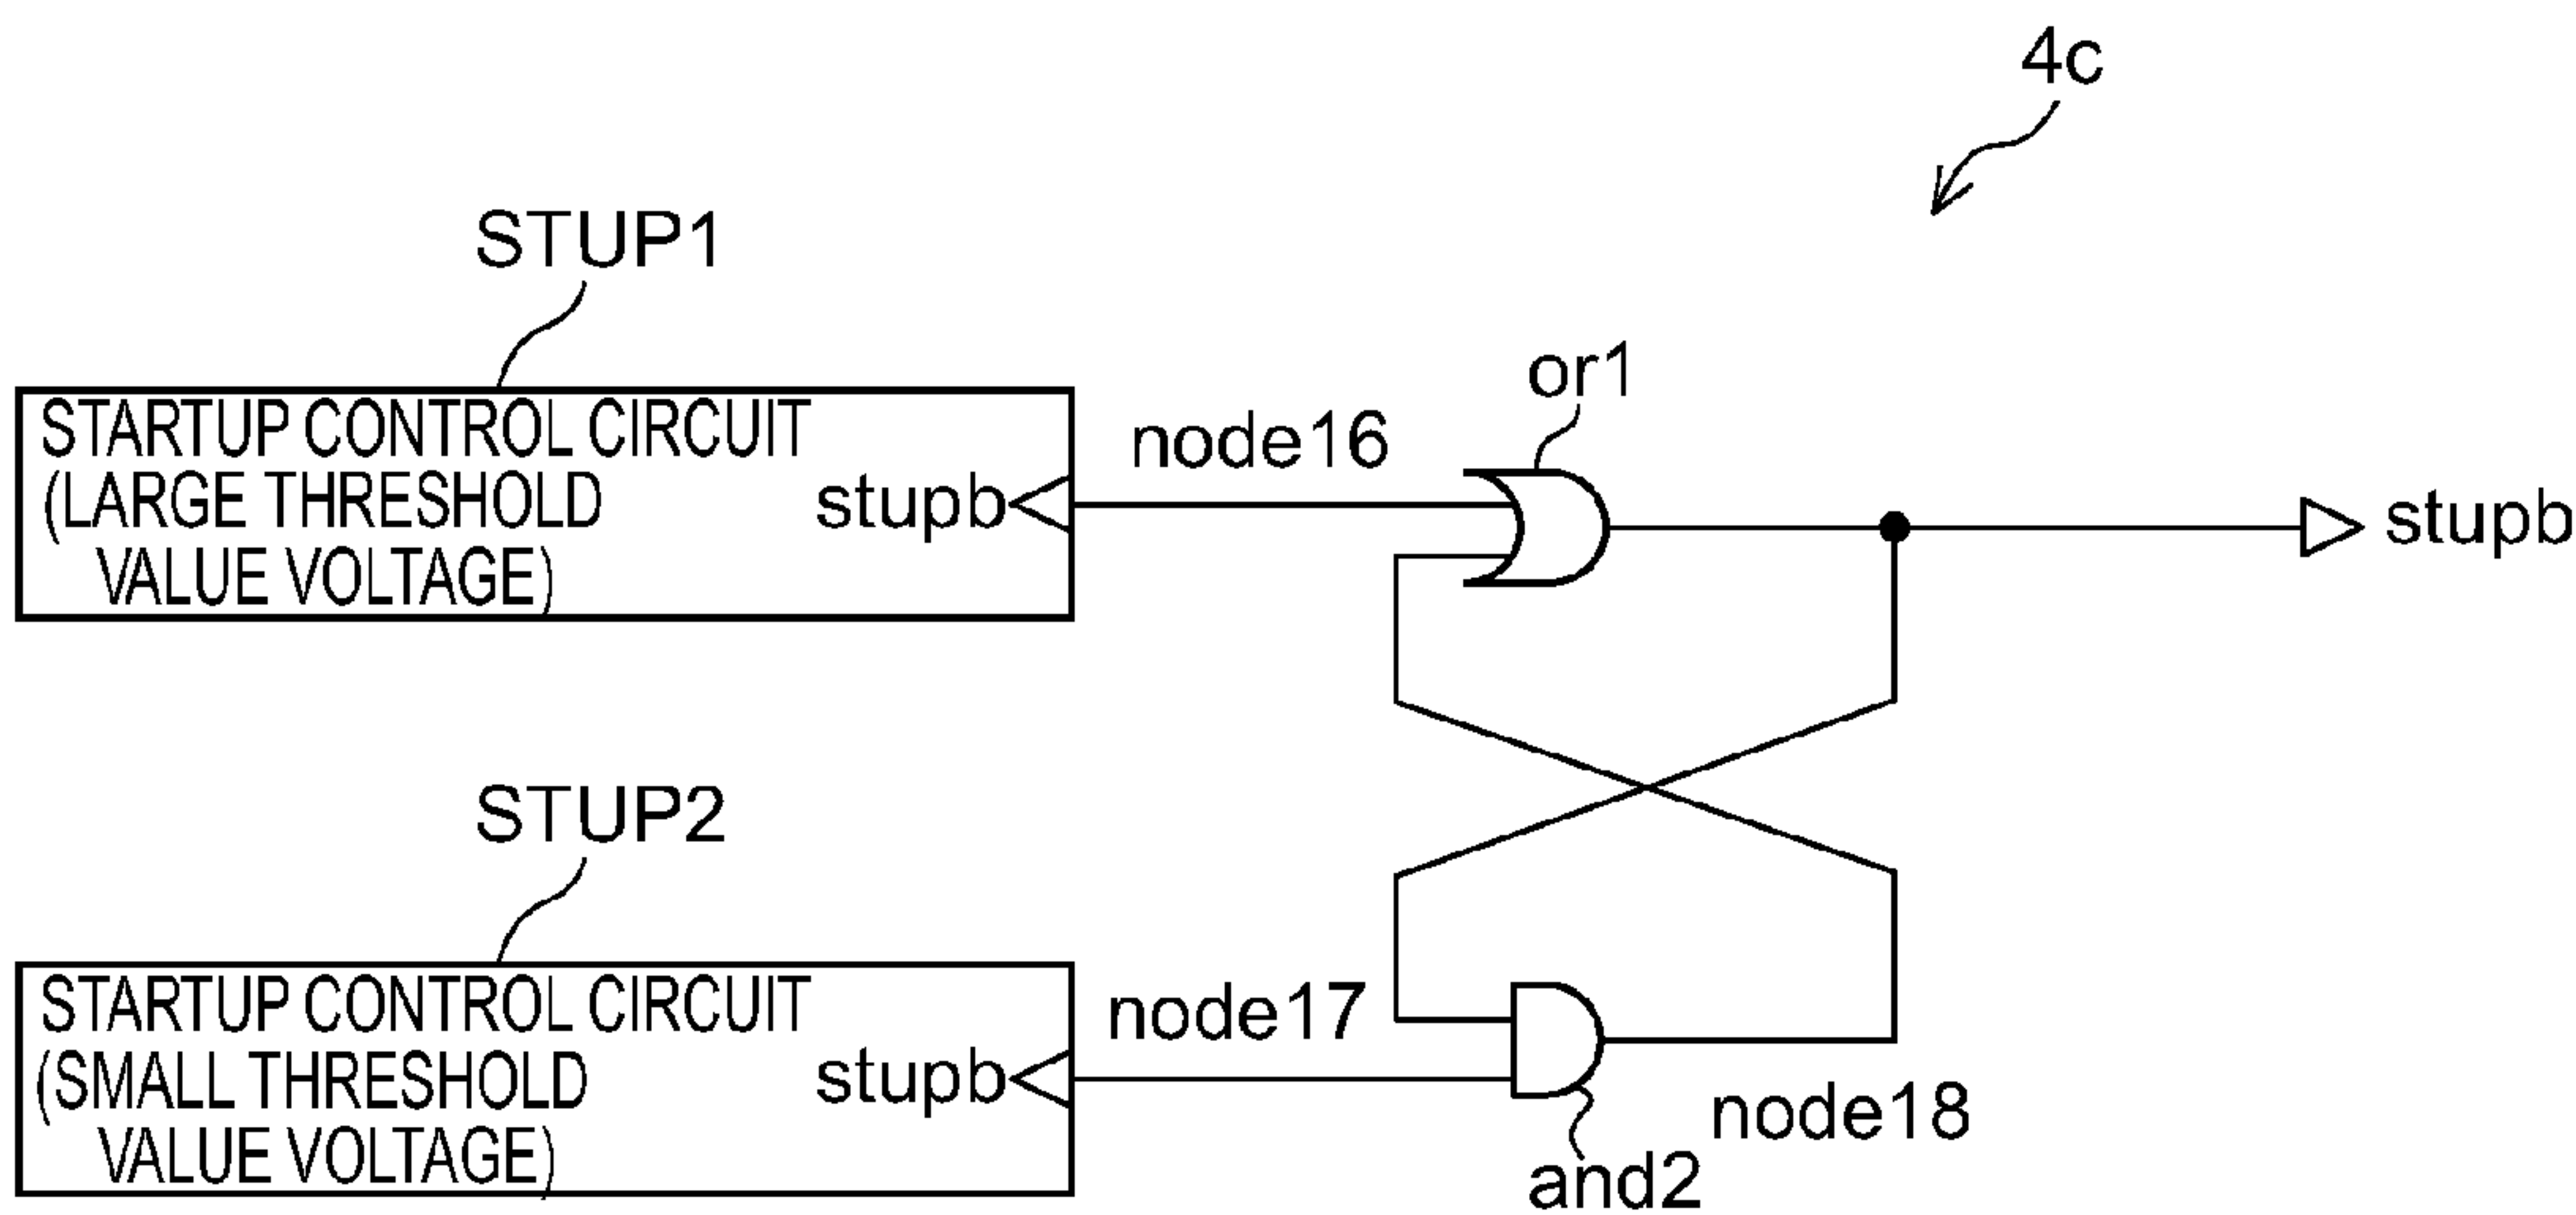 4c
STUP1
STARTUP CONTROL CIRCUIT
(LARGE THRESHOLD
VALUE VOLTAGE)
stupb
node16
or1
stupb
STUP2
STARTUP CONTROL CIRCUIT
(SMALL THRESHOLD
VALUE VOLTAGE)
stupb
node17
and2
node18